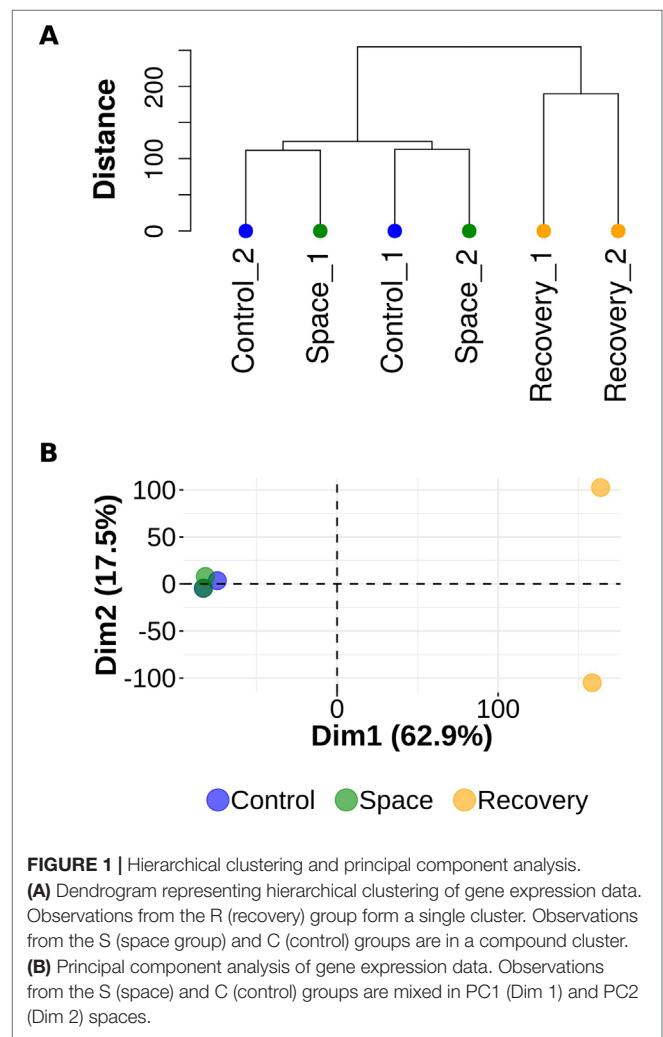 A
Distance
200
100
0
Control_2
Space_1
Control_1
Space_2
Recovery_1
Recovery_2
B
Dim2 (17.5%)
100
50
0
-50
-100
0
100
Dim1 (62.9%)
Control
Space
Recovery
FIGURE 1 | Hierarchical clustering and principal component analysis.
(A) Dendrogram representing hierarchical clustering of gene expression data.
Observations from the R (recovery) group form a single cluster. Observations
from the S (space group) and C (control) groups are in a compound cluster.
(B) Principal component analysis of gene expression data. Observations
from the S (space) and C (control) groups are mixed in PC1 (Dim 1) and PC2
(Dim 2) spaces.